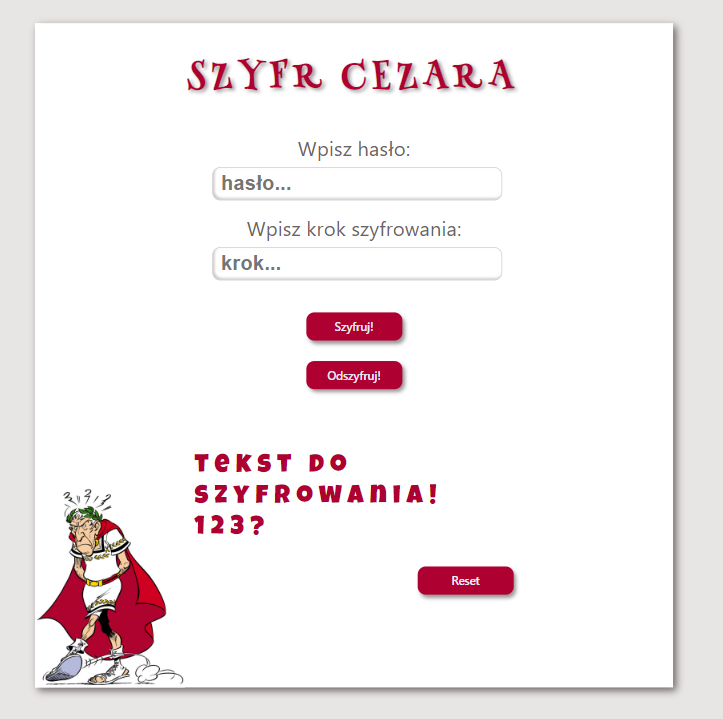 SZYFR CEZARA
Wpisz hasło:
hasło...
Wpisz krok szyfrowania:
krok...
Szyfruj!
Odszyfruj!
Tekst do
szyfrowania!
123?
? ? ?
Reset